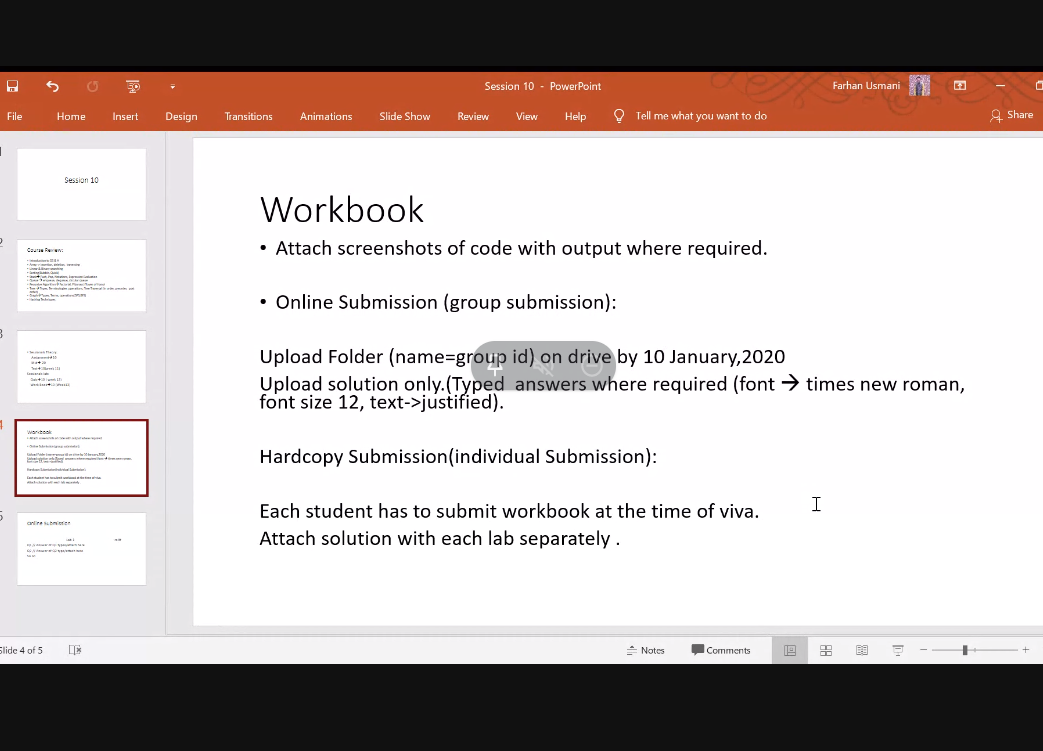 Session 10 - PowerPoint
Farhan Usmani
File Home Insert Design Transitions Animations Slide Show Review View Help Tell me what you want to do Share
Session 10
2
Course Review:
3
Workbook
Online Submission
Workbook
• Attach screenshots of code with output where required.
• Online Submission (group submission):
Upload Folder (name=group id) on drive by 10 January,2020
Upload solution only.(Typed answers where required (font → times new roman,
font size 12, text->justified).
Hardcopy Submission(individual Submission):
Each student has to submit workbook at the time of viva.
Attach solution with each lab separately .
Slide 4 of 5
Notes
Comments